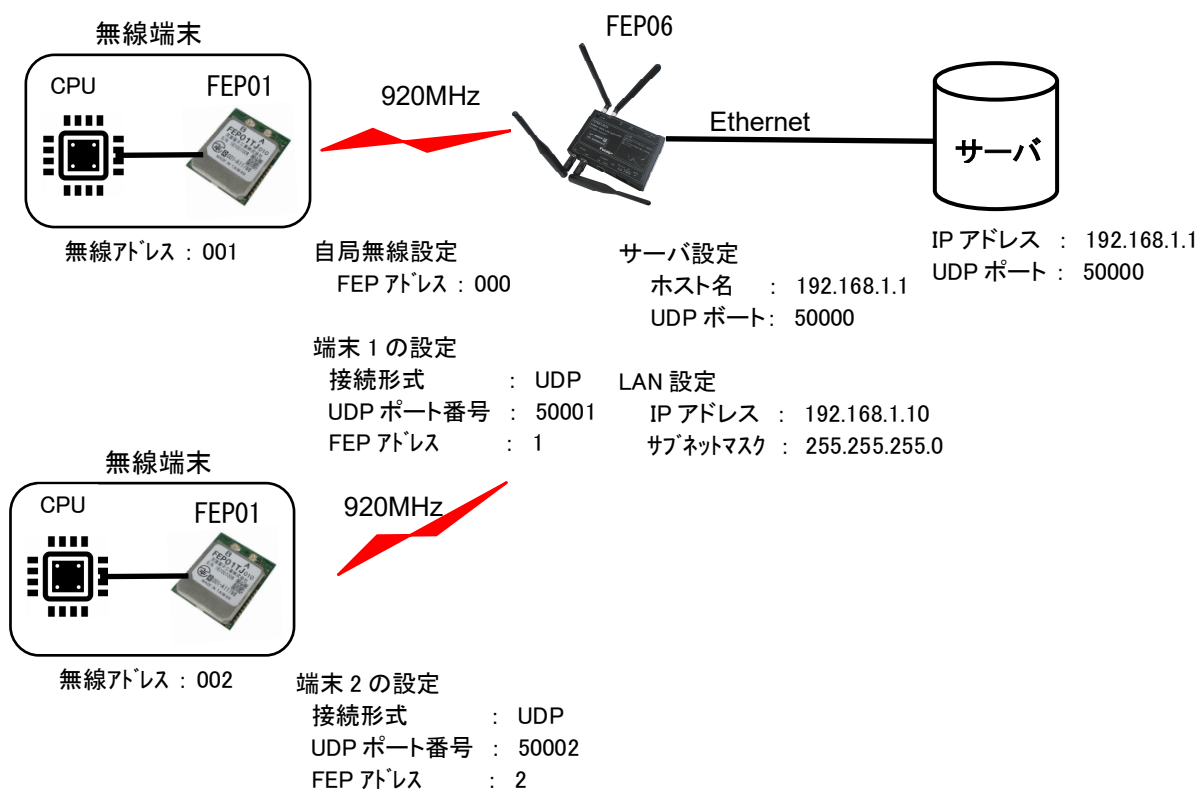 無線端末
CPU
FEP01
無線アドレス : 001
920MHz
FEP06
Ethernet
サーバ
IP アドレス : 192.168.1.1
UDP ポート : 50000
自局無線設定
FEP アドレス : 000
サーバ設定
ホスト名 : 192.168.1.1
UDP ポート : 50000
端末 1 の設定
接続形式 : UDP
UDP ポート番号 : 50001
FEP アドレス : 1
LAN 設定
IP アドレス : 192.168.1.10
サブネットマスク : 255.255.255.0
無線端末
CPU
FEP01
920MHz
無線アドレス : 002
端末 2 の設定
接続形式 : UDP
UDP ポート番号 : 50002
FEP アドレス : 2